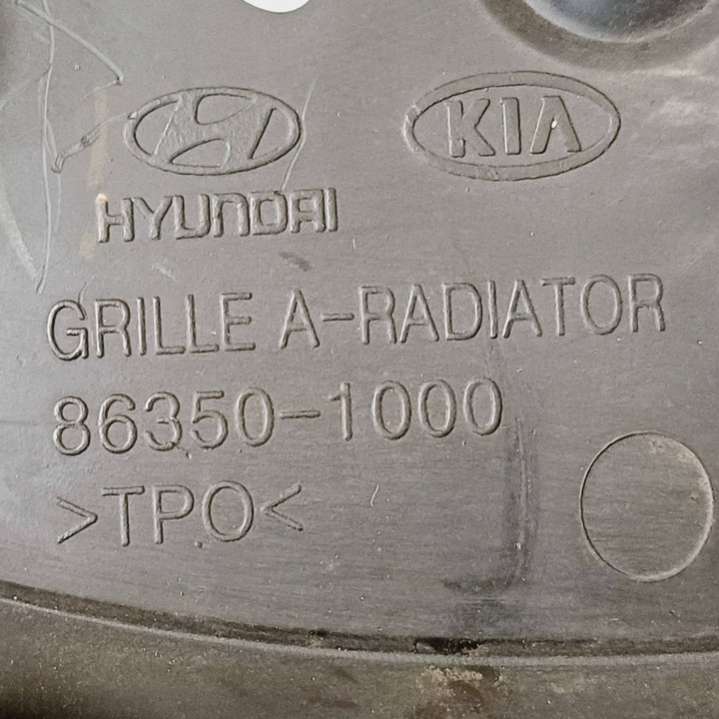 HYUNDAI KIA
GRILLE A-RADIATOR
86350-1000
>TPO<